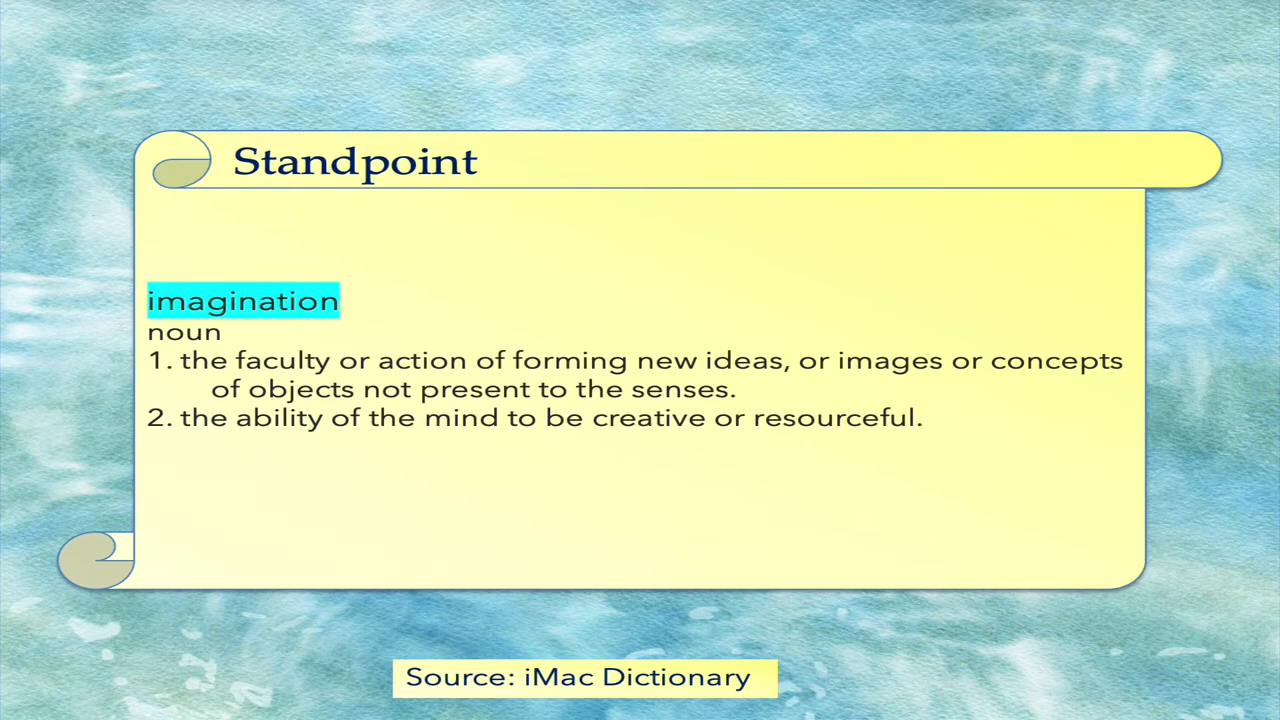 Standpoint
imagination
noun
1. the faculty or action of forming new ideas, or images or concepts
of objects not present to the senses.
2. the ability of the mind to be creative or resourceful.
Source: iMac Dictionary